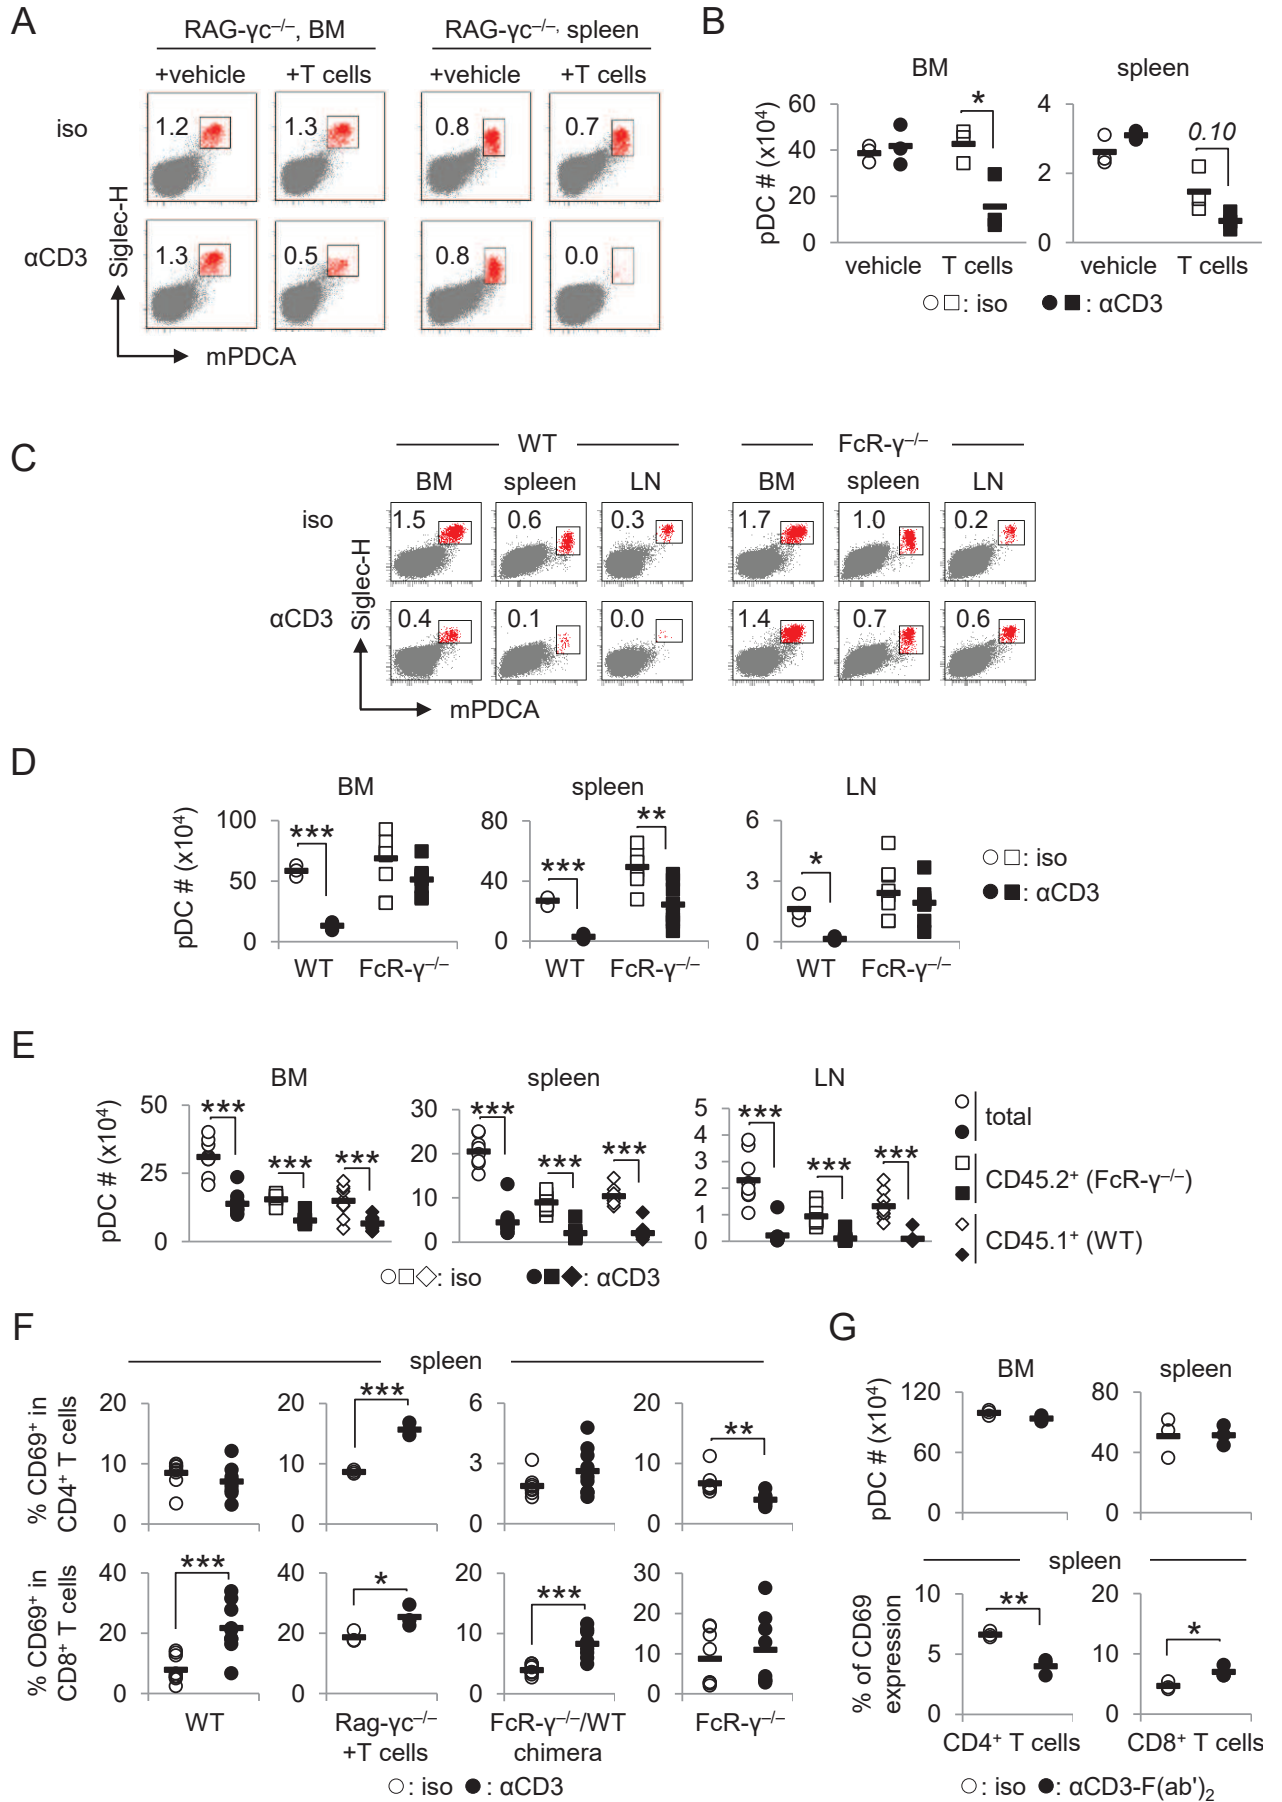 A
RAG-γc–/–, BM
RAG-γc–/–, spleen
+vehicle
+T cells
+vehicle
+T cells
iso
1.2
1.3
0.8
0.7
αCD3
1.3
0.5
0.8
0.0
Siglec-H
mPDCA
B
BM
spleen
pDC # (x10⁴)
60
40
20
0
*
4
2
0
0.10
vehicle
T cells
vehicle
T cells
: iso
: αCD3
C
WT
FcR-γ–/–
BM
spleen
LN
BM
spleen
LN
iso
1.5
0.6
0.3
1.7
1.0
0.2
αCD3
0.4
0.1
0.0
1.4
0.7
0.6
Siglec-H
mPDCA
D
BM
spleen
LN
pDC # (x10⁴)
100
50
0
***
80
40
0
***
**
6
3
0
*
WT
FcR-γ–/–
WT
FcR-γ–/–
WT
FcR-γ–/–
: iso
: αCD3
E
BM
spleen
LN
pDC # (x10⁴)
50
25
0
***
***
***
30
20
10
0
***
***
***
5
4
3
2
1
0
***
***
***
total
CD45.2⁺ (FcR-γ–/–)
CD45.1⁺ (WT)
: iso
: αCD3
F
spleen
% CD69⁺ in
CD4⁺ T cells
20
10
0
20
10
0
***
6
3
0
20
10
0
**
% CD69⁺ in
CD8⁺ T cells
40
20
0
***
40
20
0
*
20
10
0
***
30
20
10
0
WT
Rag-γc–/–
+T cells
FcR-γ–/–/WT
chimera
FcR-γ–/–
: iso
: αCD3
G
BM
spleen
pDC # (x10⁴)
120
60
0
80
40
0
spleen
% of CD69
expression
10
5
0
**
20
10
0
*
CD4⁺ T cells
CD8⁺ T cells
: iso
: αCD3-F(ab')₂